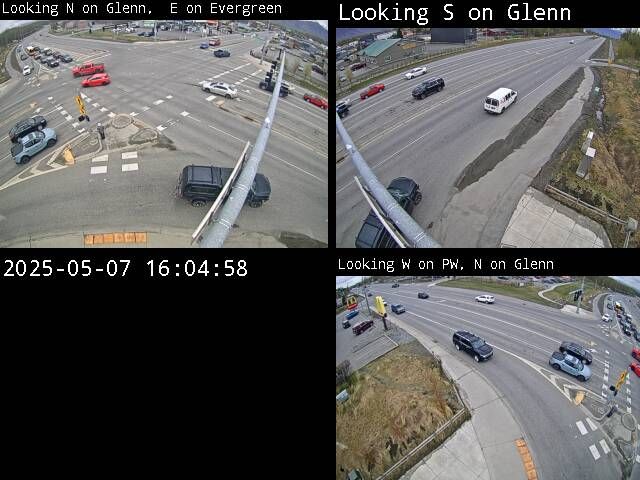 Looking N on Glenn,  E on Evergreen
Looking S on Glenn
2025-05-07 16:04:58
Looking W on PW, N on Glenn